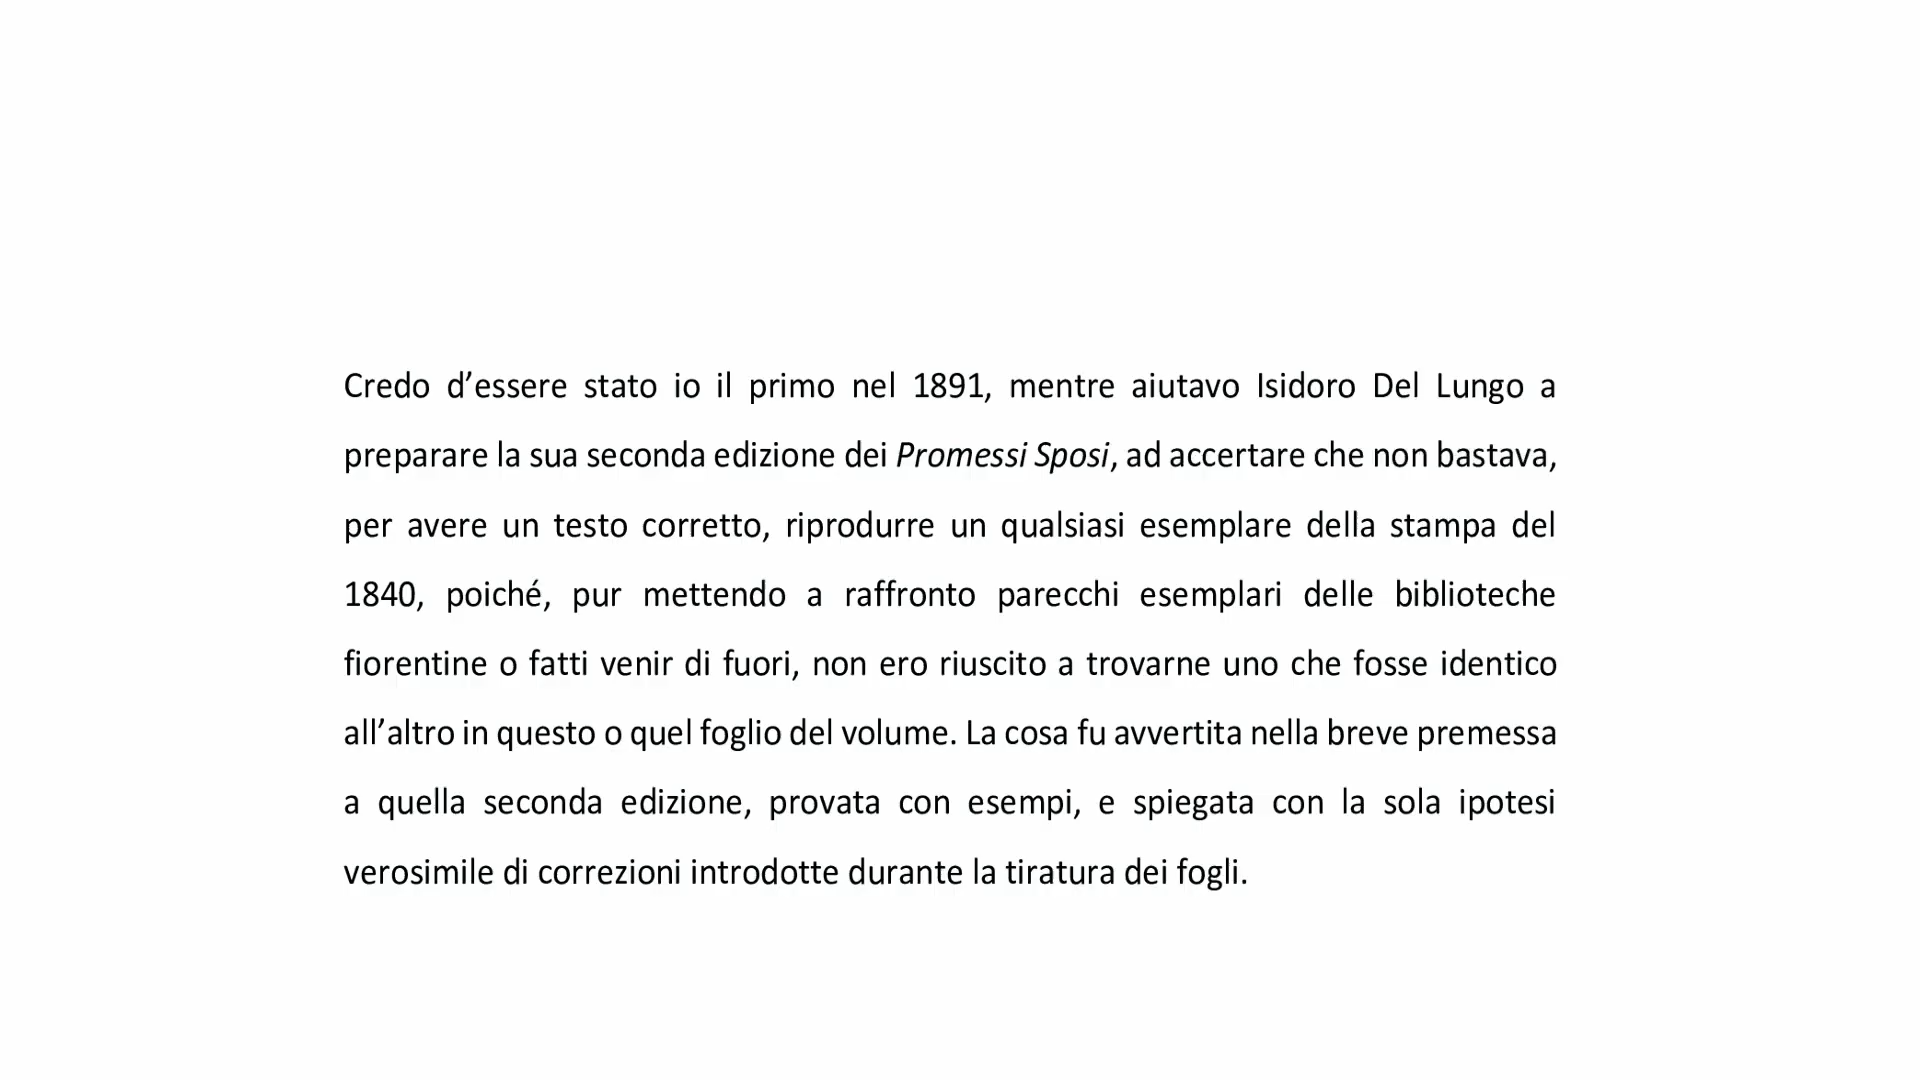 Credo d’essere stato io il primo nel 1891, mentre aiutavo Isidoro Del Lungo a
preparare la sua seconda edizione dei Promessi Sposi, ad accertare che non bastava,
per avere un testo corretto, riprodurre un qualsiasi esemplare della stampa del
1840, poiché, pur mettendo a raffronto parecchi esemplari delle biblioteche
fiorentine o fatti venir di fuori, non ero riuscito a trovarne uno che fosse identico
all’altro in questo o quel foglio del volume. La cosa fu avvertita nella breve premessa
a quella seconda edizione, provata con esempi, e spiegata con la sola ipotesi
verosimile di correzioni introdotte durante la tiratura dei fogli.